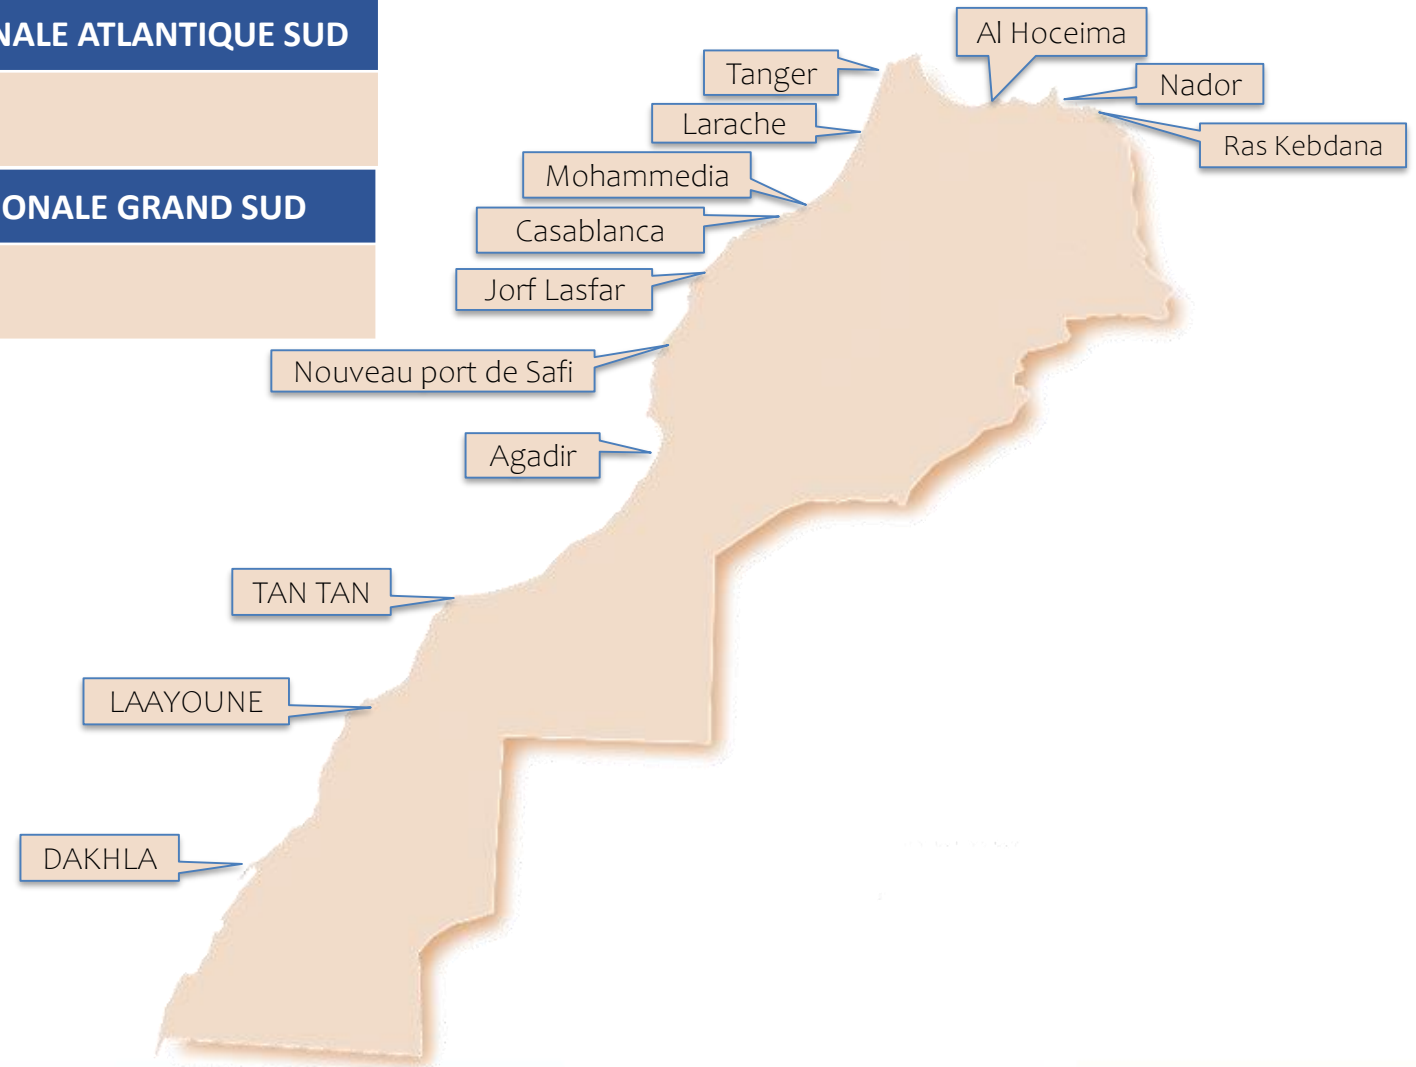 NALE ATLANTIQUE SUD
ONALE GRAND SUD
Al Hoceima
Tanger
Nador
Larache
Ras Kebdana
Mohammedia
Casablanca
Jorf Lasfar
Nouveau port de Safi
Agadir
TAN TAN
LAAYOUNE
DAKHLA